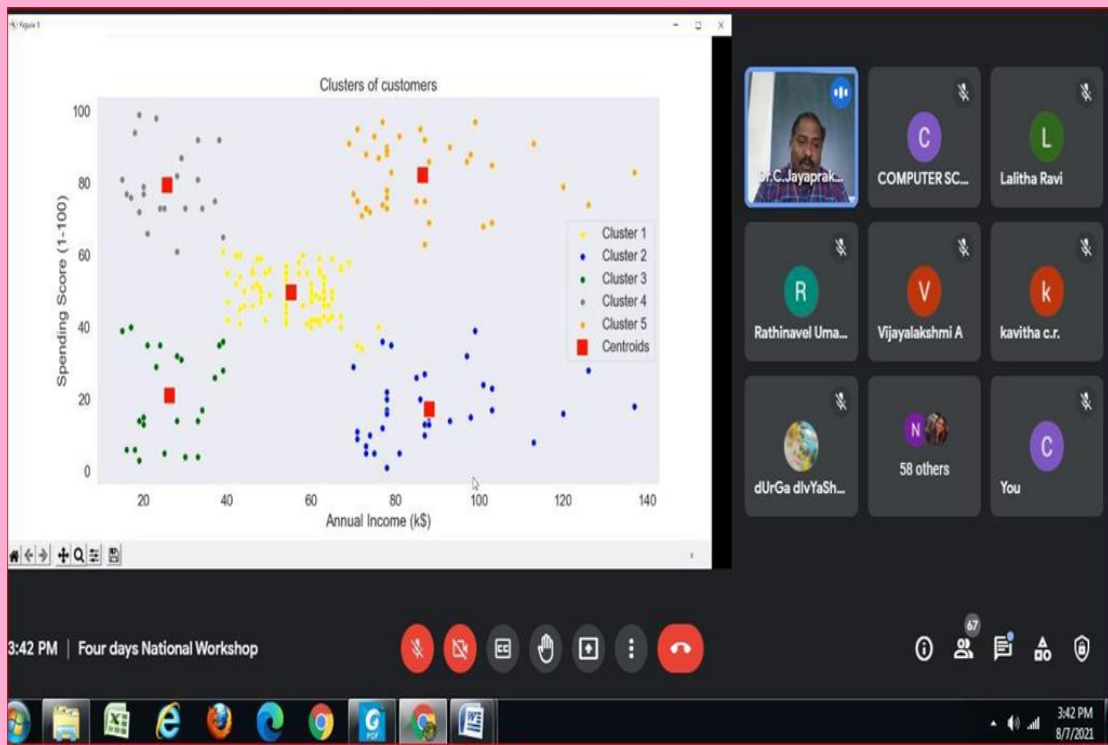 Figure 1
Clusters of customers
100
80
60
40
20
0
Spending Score (1-100)
20 40 60 80 100 120 140
Annual Income (k$)
Cluster 1
Cluster 2
Cluster 3
Cluster 4
Cluster 5
Centroids
Dr.C.Jayaprak...
C
COMPUTER SC...
L
Lalitha Ravi
R
Rathinavel Uma...
V
Vijayalakshmi A
k
kavitha c.r.
dUrGa dIvYaSh...
N
58 others
C
You
3:42 PM | Four days National Workshop
CC
67
PDF
W
3:42 PM
8/7/2021